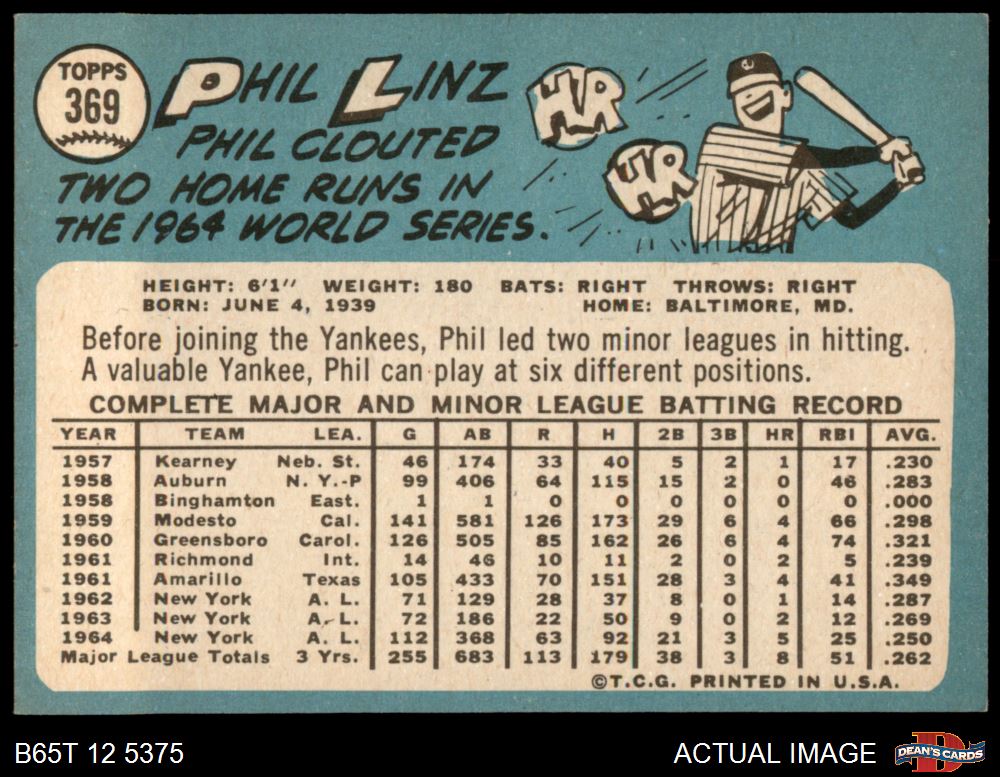 TOPPS
369
PHIL LINZ
PHIL CLOUTED
TWO HOME RUNS IN
THE 1964 WORLD SERIES.
HR
HR
HEIGHT: 6'1" WEIGHT: 180 BATS: RIGHT THROWS: RIGHT
BORN: JUNE 4, 1939 HOME: BALTIMORE, MD.
Before joining the Yankees, Phil led two minor leagues in hitting.
A valuable Yankee, Phil can play at six different positions.
COMPLETE MAJOR AND MINOR LEAGUE BATTING RECORD
YEAR TEAM LEA. G AB R H 2B 3B HR RBI AVG.
1957 Kearney Neb. St. 46 174 33 40 5 2 1 17 .230
1958 Auburn N. Y.-P 99 406 64 115 15 2 0 46 .283
1958 Binghamton East. 1 1 0 0 0 0 0 0 .000
1959 Modesto Cal. 141 581 126 173 29 6 4 66 .298
1960 Greensboro Carol. 126 505 85 162 26 6 4 74 .321
1961 Richmond Int. 14 46 10 11 2 0 2 5 .239
1961 Amarillo Texas 105 433 70 151 28 3 4 41 .349
1962 New York A. L. 71 129 28 37 8 0 1 14 .287
1963 New York A. L. 72 186 22 50 9 0 2 12 .269
1964 New York A. L. 112 368 63 92 21 3 5 25 .250
Major League Totals 3 Yrs. 255 683 113 179 38 3 8 51 .262
©T.C.G. PRINTED IN U.S.A.
B65T 12 5375 ACTUAL IMAGE
D
DEAN'S CARDS